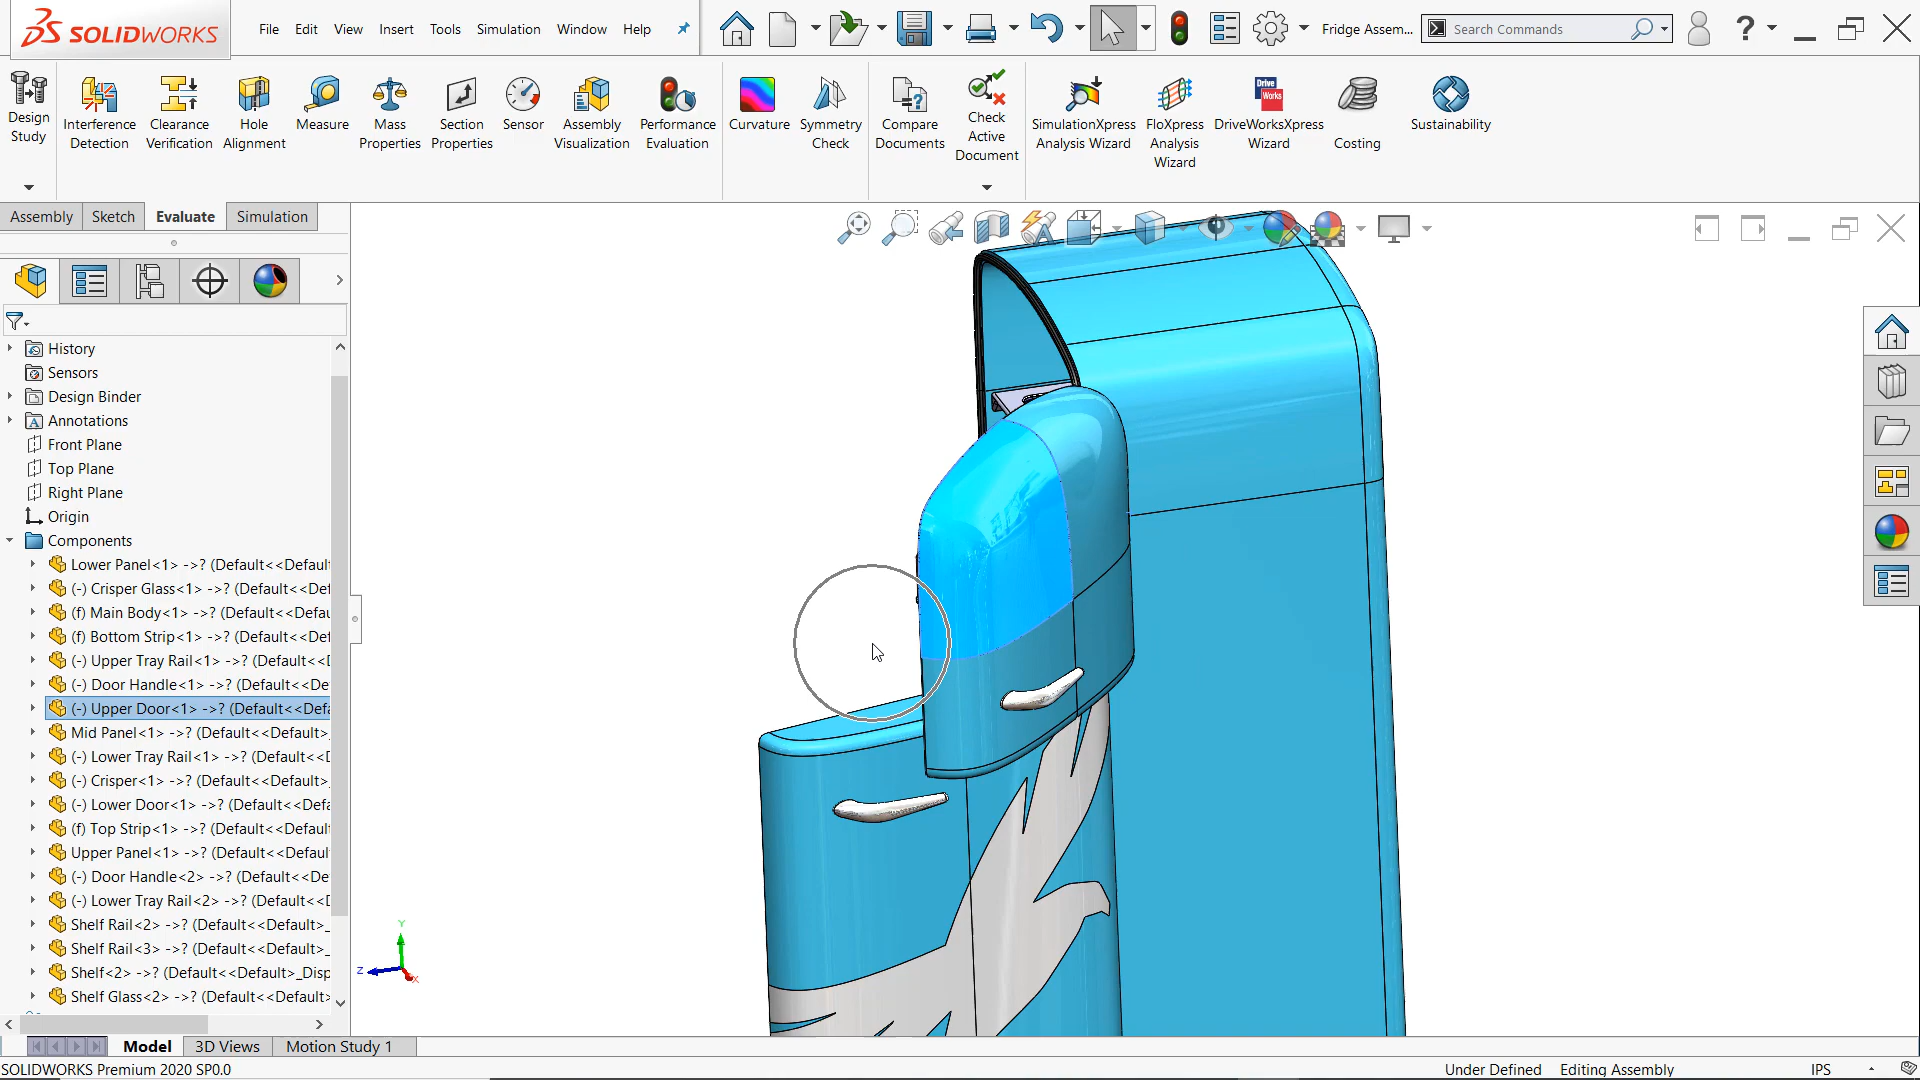 SOLIDWORKS
File Edit View Insert Tools Simulation Window Help
Fridge Assem...
Search Commands
Design Study
Interference Detection
Clearance Verification
Hole Alignment
Measure
Mass Properties
Section Properties
Sensor
Assembly Visualization
Performance Evaluation
Curvature
Symmetry Check
Compare Documents
Check Active Document
SimulationXpress Analysis Wizard
FloXpress Analysis Wizard
Drive Works
DriveWorksXpress Wizard
Costing
Sustainability
Assembly Sketch Evaluate Simulation
History
Sensors
Design Binder
Annotations
Front Plane
Top Plane
Right Plane
Origin
Components
Lower Panel<1> ->? (Default<<Default
(-) Crisper Glass<1> ->? (Default<<De
(f) Main Body<1> ->? (Default<<Defau
(f) Bottom Strip<1> ->? (Default<<Def
(-) Upper Tray Rail<1> ->? (Default<<D
(-) Door Handle<1> ->? (Default<<De
(-) Upper Door<1> ->? (Default<<Defa
Mid Panel<1> ->? (Default<<Default>_
(-) Lower Tray Rail<1> ->? (Default<<D
(-) Crisper<1> ->? (Default<<Default>_
(-) Lower Door<1> ->? (Default<<Defa
(f) Top Strip<1> ->? (Default<<Default
Upper Panel<1> ->? (Default<<Default
(-) Door Handle<2> ->? (Default<<De
(-) Lower Tray Rail<2> ->? (Default<<D
Shelf Rail<2> ->? (Default<<Default>_
Shelf Rail<3> ->? (Default<<Default>_
Shelf<2> ->? (Default<<Default>_Disp
Shelf Glass<2> ->? (Default<<Default>
Y
Z
X
Model 3D Views Motion Study 1
SOLIDWORKS Premium 2020 SP0.0
Under Defined Editing Assembly IPS